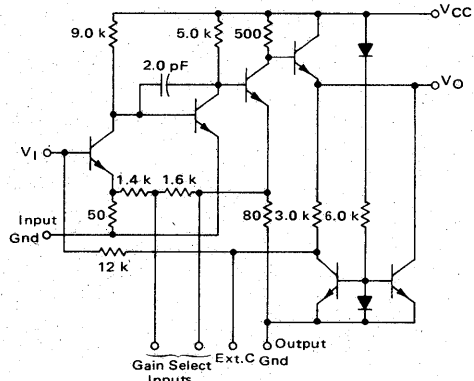 VCC
9.0 k
5.0 k
500
2.0 pF
VO
VI
1.4 k
1.6 k
Input
Gnd
50
80
3.0 k
6.0 k
12 k
Gain Select
Inputs
Ext.C
Output
Gnd